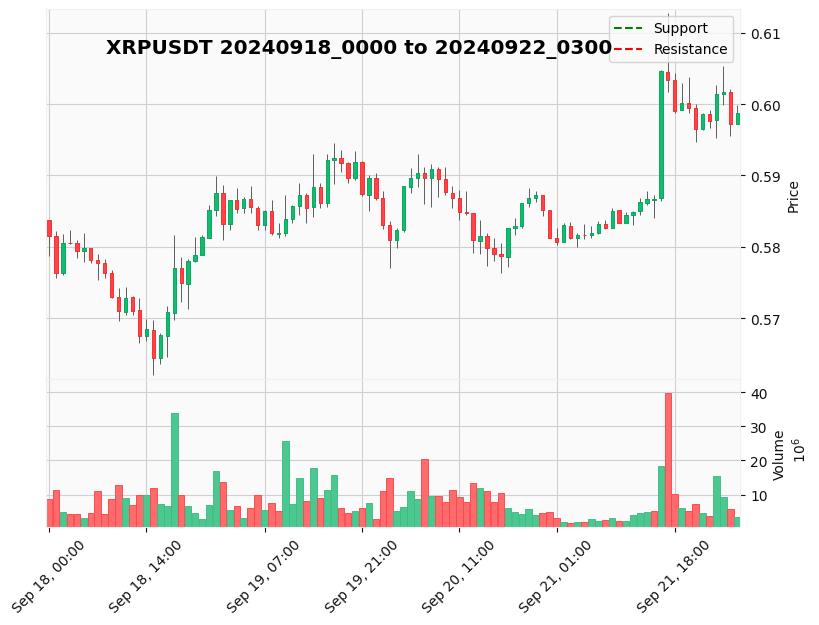 XRPUSDT 20240918_0000 to 20240922_0300
Support
Resistance
0.61
0.60
0.59
0.58
0.57
Price
40
30
20
10
Volume
10^6
Sep 18, 00:00
Sep 18, 14:00
Sep 19, 07:00
Sep 19, 21:00
Sep 20, 11:00
Sep 21, 01:00
Sep 21, 18:00